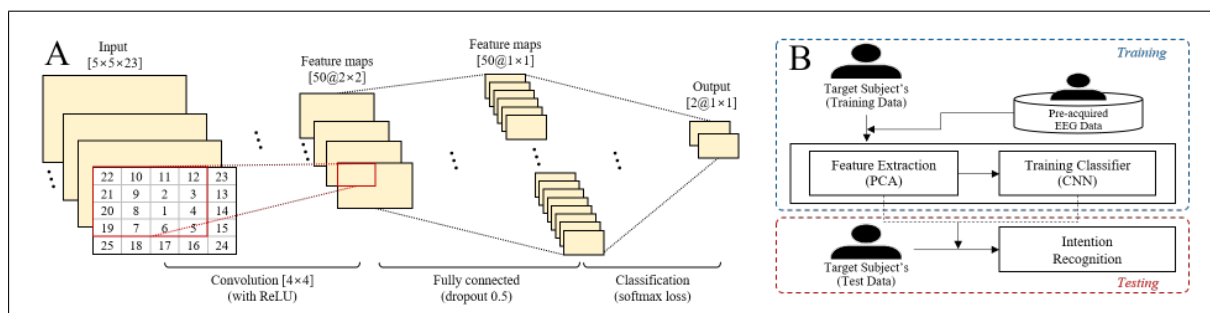 A
Input
[5×5×23]
Feature maps
[50@2×2]
Feature maps
[50@1×1]
Output
[2@1×1]
22 10 11 12 23
21 9 2 3 13
20 8 1 4 14
19 7 6 5 15
25 18 17 16 24
Convolution [4×4]
(with ReLU)
Fully connected
(dropout 0.5)
Classification
(softmax loss)
B
Training
Target Subject's
(Training Data)
Pre-acquired
EEG Data
Feature Extraction
(PCA)
Training Classifier
(CNN)
Target Subject's
(Test Data)
Intention
Recognition
Testing